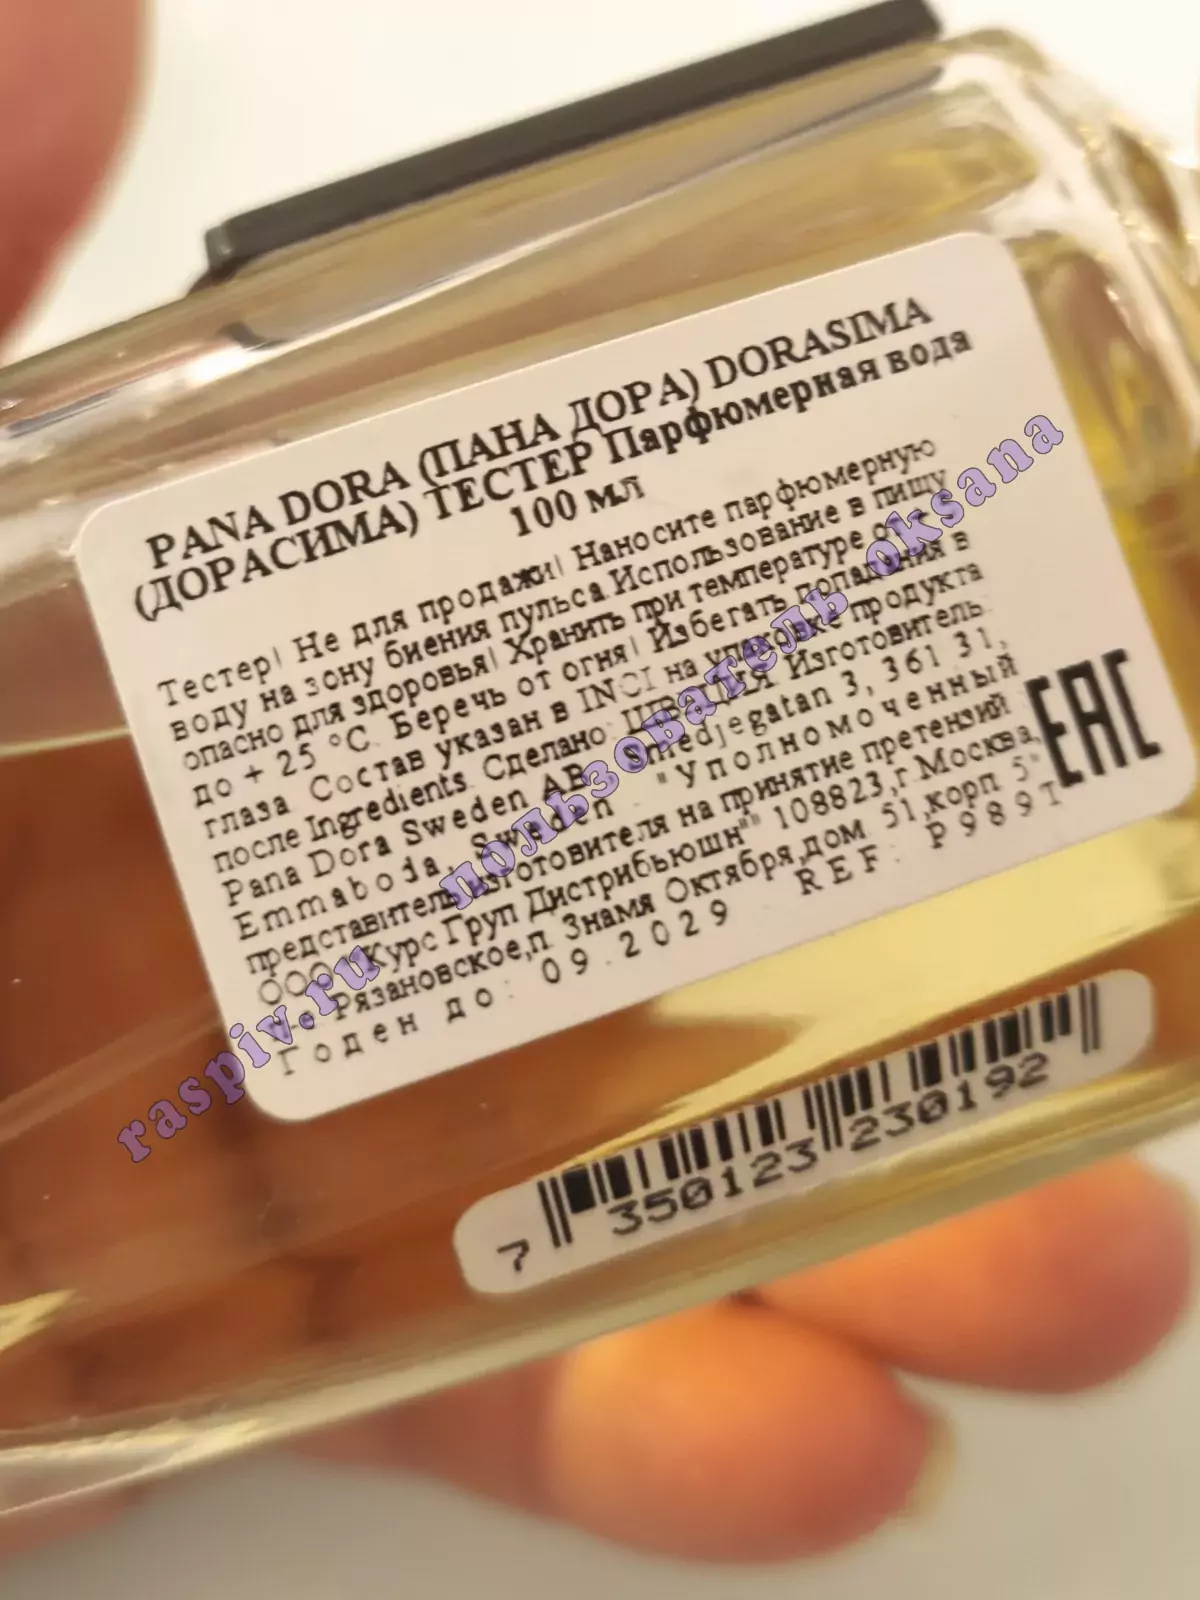 PANA DORA (ПАНА ДОРА) DORASIMA
(ДОРАСИМА) ТЕСТЕР Парфюмерная вода
100 мл
Тестер! Не для продажи! Наносите парфюмерную
воду на зону биения пульса.Использование в пищу
опасно для здоровья! Хранить при температуре от
до + 25 °C. Беречь от огня! Избегать попадания в
глаза. Состав указан в INCI на упаковке продукта
после Ingredients. Сделано: ШВЕЦИЯ Изготовитель:
Pana Dora Sweden AB, Smedjegatan 3, 361 31,
Emmaboda, Sweden . "Уполномоченный
представитель изготовителя на принятие претензий
ООО "Курс Груп Дистрибьюшн"" 108823,г.Москва,
п-е Рязановское,п. Знамя Октября,дом 51,корп 5"
Годен до: 09.2029 REF: P989T
EAC
7 350123 230192
raspiv.ru пользователь oksana